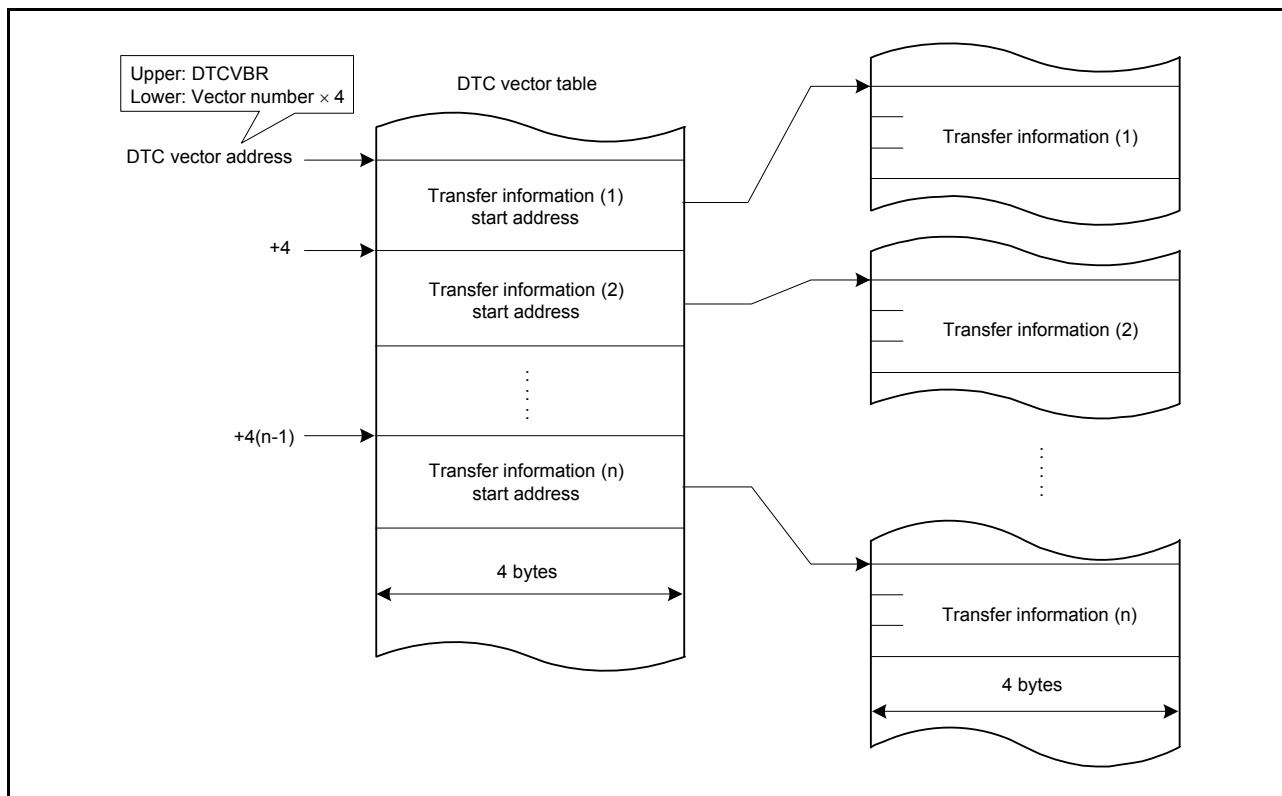 Upper: DTCVBR
Lower: Vector number × 4
DTC vector table
DTC vector address
Transfer information (1)
start address
+4
Transfer information (2)
start address
+4(n-1)
Transfer information (n)
start address
4 bytes
Transfer information (1)
Transfer information (2)
Transfer information (n)
4 bytes